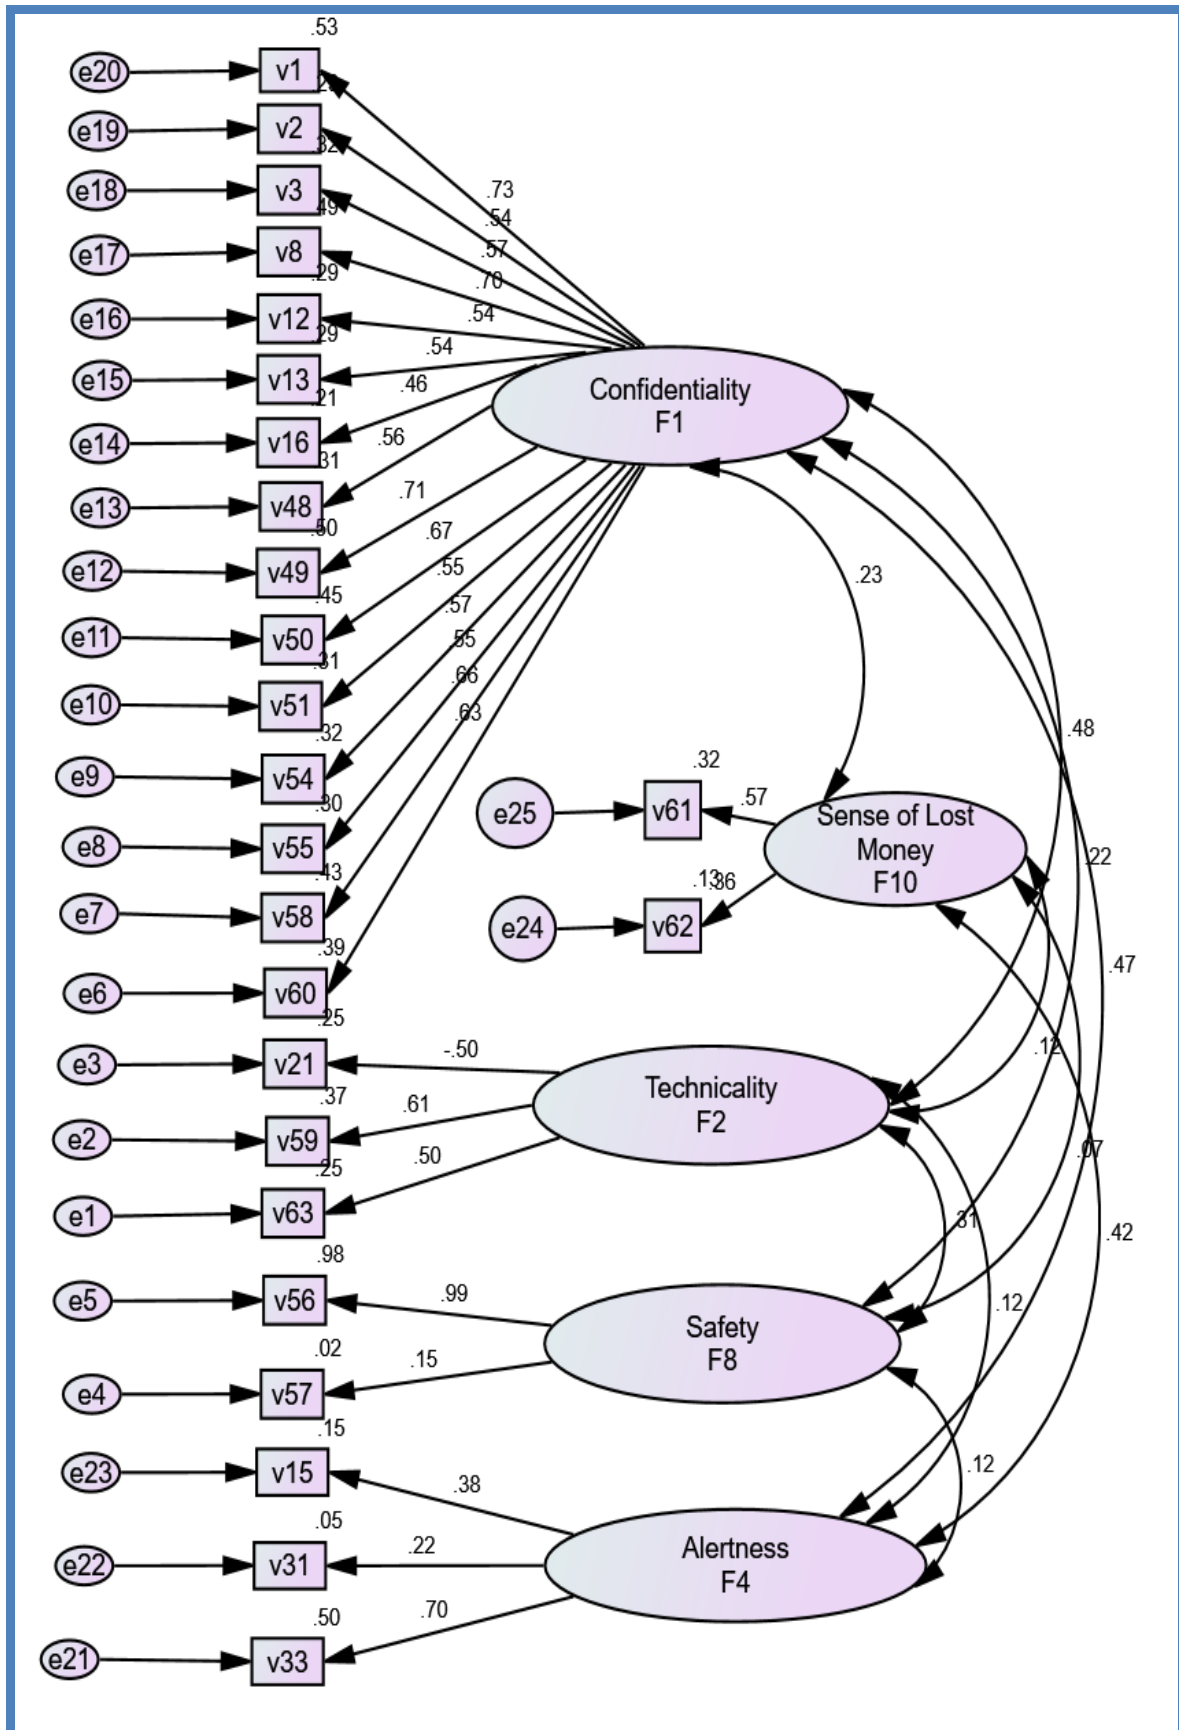 .53
e20
v1
e19
v2
.32
e18
v3
.49
e17
v8
.29
e16
v12
.29
e15
v13
.21
e14
v16
.31
e13
v48
.50
e12
v49
.45
e11
v50
.31
e10
v51
.32
e9
v54
.30
e8
v55
.43
e7
v58
.39
e6
v60
.25
e3
v21
.37
e2
v59
.25
e1
v63
.98
e5
v56
.02
e4
v57
.15
e23
v15
.05
e22
v31
.50
e21
v33
.73
.54
.57
.70
.54
.54
.46
.56
.71
.67
.55
.57
.55
.66
.63
Confidentiality
F1
.23
.48
.22
.47
.12
.07
.42
.31
.12
.12
.32
e25
v61
.57
.13
.36
e24
v62
Sense of Lost
Money
F10
-.50
.61
.50
Technicality
F2
.99
.15
Safety
F8
.38
.22
.70
Alertness
F4